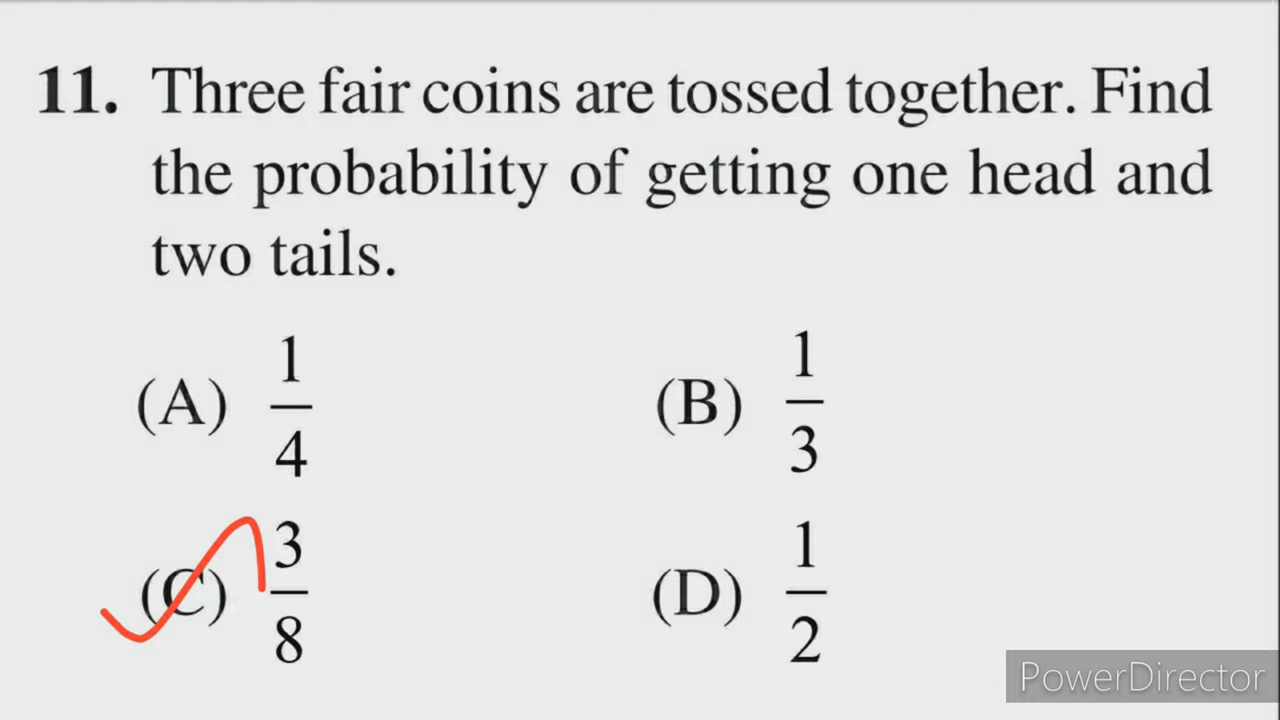 11. Three fair coins are tossed together. Find
the probability of getting one head and
two tails.
(A) 1/4 (B) 1/3
(C) 3/8 (D) 1/2
PowerDirector